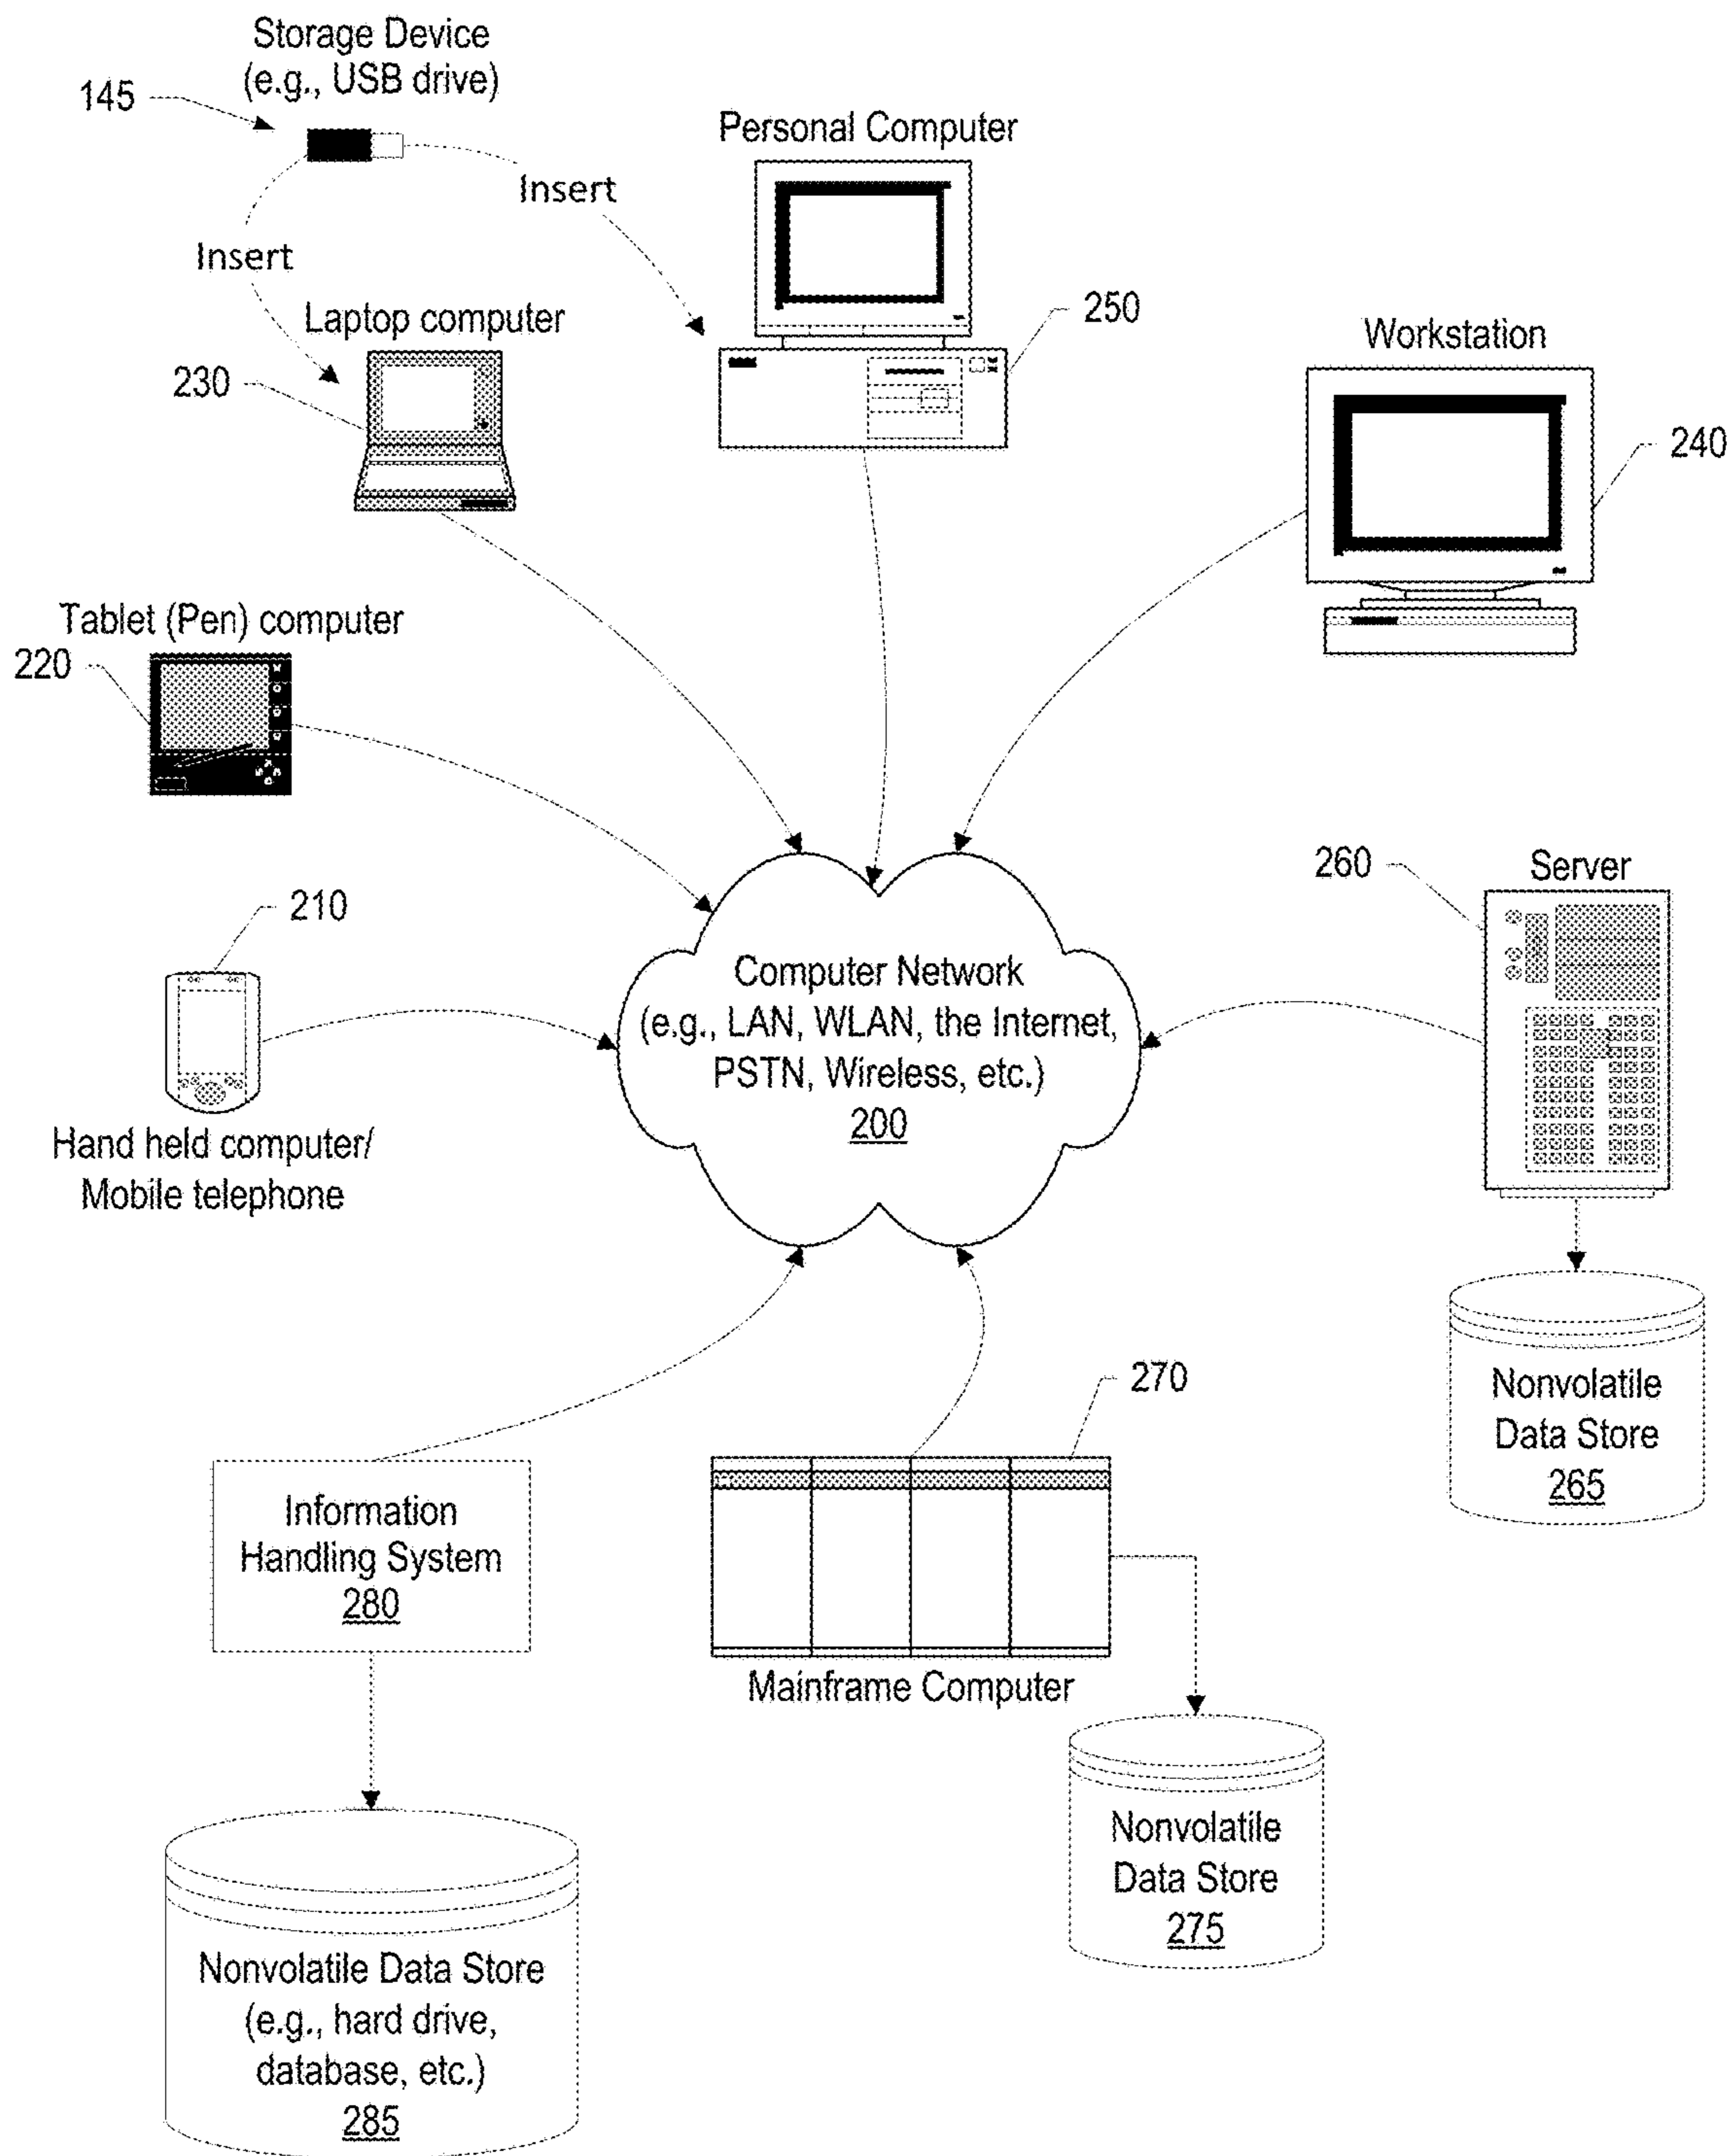 Storage Device
(e.g., USB drive)
145
Personal Computer
Insert
Insert
Laptop computer
250
Workstation
230
240
Tablet (Pen) computer
220
260
Server
210
Computer Network
(e.g., LAN, WLAN, the Internet,
PSTN, Wireless, etc.)
200
Hand held computer/
Mobile telephone
270
Nonvolatile
Data Store
265
Information
Handling System
280
Mainframe Computer
Nonvolatile
Data Store
275
Nonvolatile Data Store
(e.g., hard drive,
database, etc.)
285